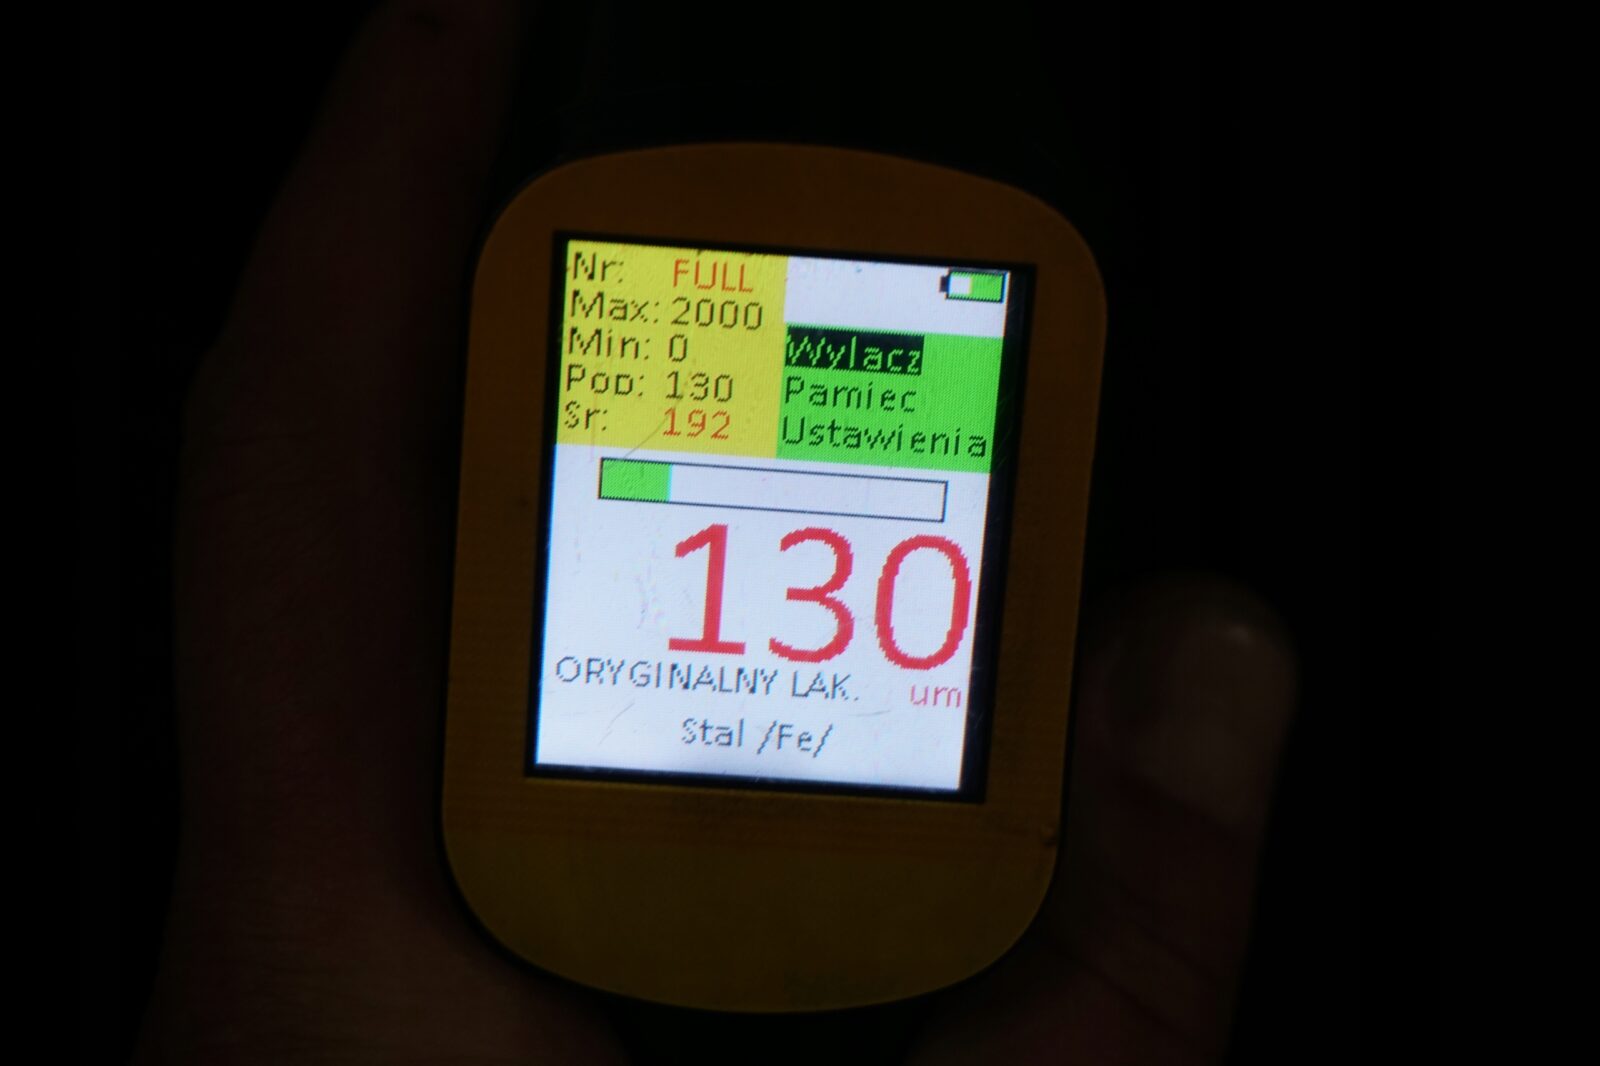 Nr: FULL
Max: 2000
Min: 0
Pop: 130
Sr: 192
Wylacz
Pamiec
Ustawienia
130
ORYGINALNY LAK. um
Stal /Fe/